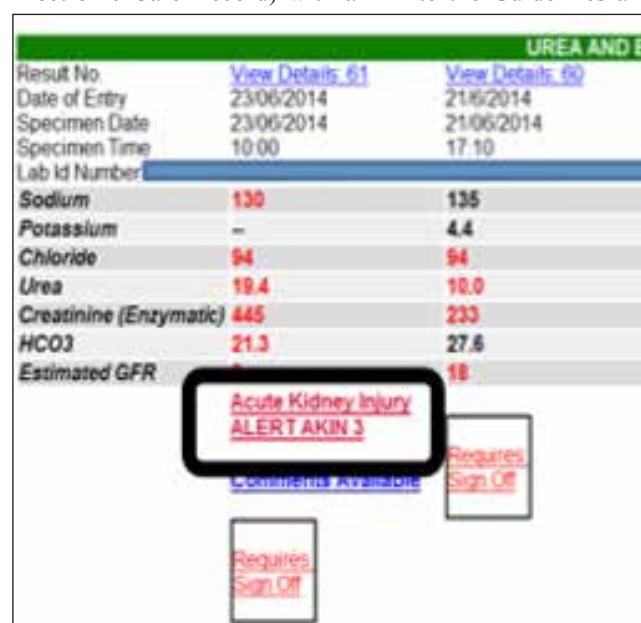 UREA AND
Result No. View Details: 61 View Details: 60
Date of Entry 23/06/2014 21/6/2014
Specimen Date 23/06/2014 21/06/2014
Specimen Time 10:00 17:10
Lab Id Number
Sodium 130 135
Potassium -- 4.4
Chloride 94 94
Urea 19.4 10.0
Creatinine (Enzymatic) 445 233
HCO3 21.3 27.6
Estimated GFR 18
Acute Kidney Injury
ALERT AKIN 3
Comments Available
Requires
Sign Off
Requires
Sign Off